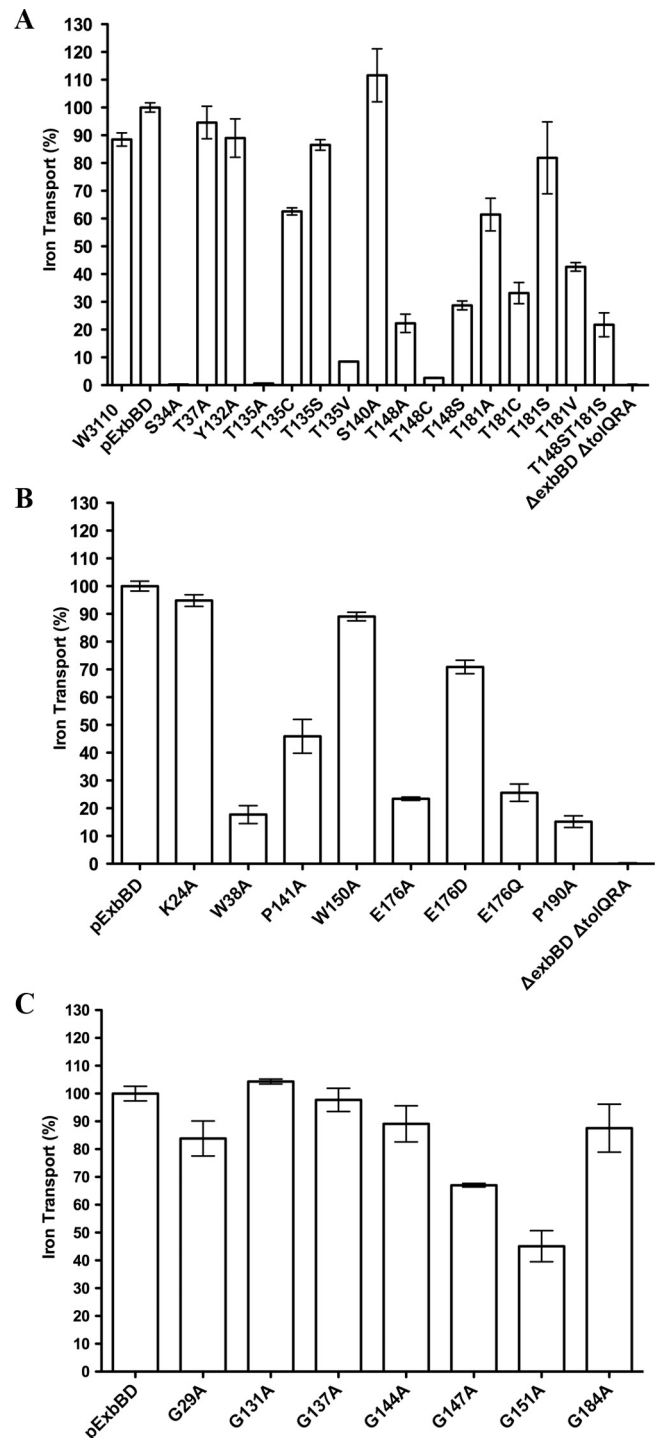 A
130
120
110
100
90
80
70
60
50
40
30
20
10
0
Iron Transport (%)
W3110
pExbBD
S34A
T37A
Y132A
T135A
T135C
T135S
T135V
S140A
T148A
T148C
T148S
T181A
T181C
T181S
T181V
T148ST181S
ΔexbBD ΔtolQRA
B
130
120
110
100
90
80
70
60
50
40
30
20
10
0
Iron Transport (%)
pExbBD
K24A
W38A
P141A
W150A
E176A
E176D
E176Q
P190A
ΔexbBD ΔtolQRA
C
130
120
110
100
90
80
70
60
50
40
30
20
10
0
Iron Transport (%)
pExbBD
G29A
G131A
G137A
G144A
G147A
G151A
G184A